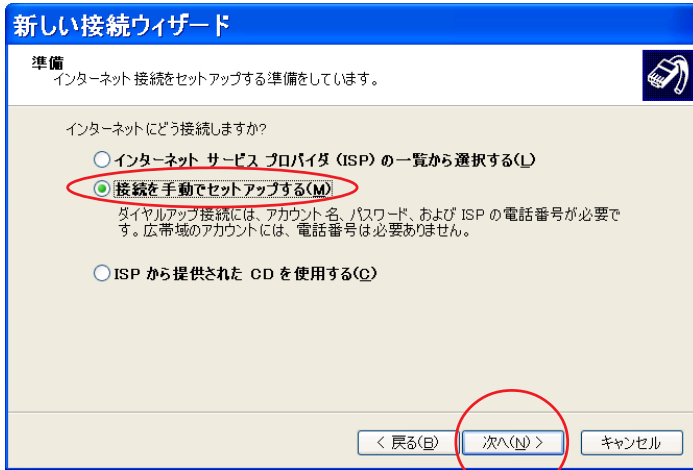 新しい接続ウィザード
準備
インターネット接続をセットアップする準備をしています。
インターネットにどう接続しますか?
インターネット サービス プロバイダ (ISP) の一覧から選択する(L)
接続を手動でセットアップする(M)
ダイヤルアップ接続には、アカウント名、パスワード、および ISP の電話番号が必要で
す。広帯域のアカウントには、電話番号は必要ありません。
ISP から提供された CD を使用する(C)
< 戻る(B) 次へ(N) > キャンセル